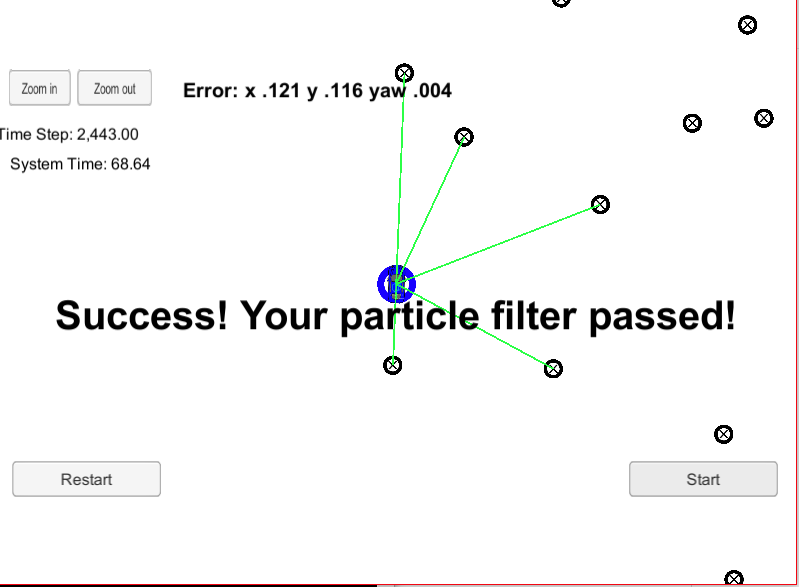 Zoom in
Zoom out
Error: x .121 y .116 yaw .004
Time Step: 2,443.00
System Time: 68.64
Success! Your particle filter passed!
Restart
Start